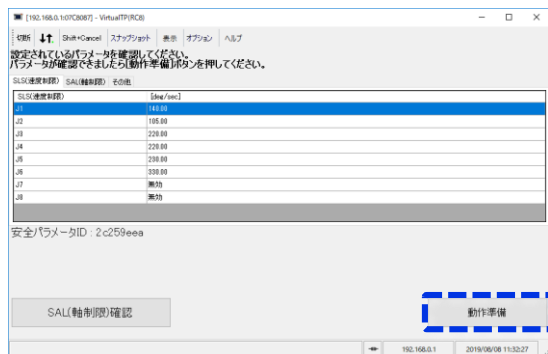 [192.168.0.1:07C8087] - VirtualTP(RC8)
切断 Shift+Cancel スナップショット 表示 オプション ヘルプ
設定されているパラメータを確認してください。
パラメータが確認できましたら[動作準備]ボタンを押してください。
SLS(速度制限) SAL(軸制限) その他
SLS(速度制限) [deg/sec]
J1 140.00
J2 105.00
J3 220.00
J4 220.00
J5 230.00
J6 330.00
J7 無効
J8 無効
安全パラメータID : 2c259eea
SAL(軸制限)確認 動作準備
192.168.0.1 2019/08/08 11:32:27